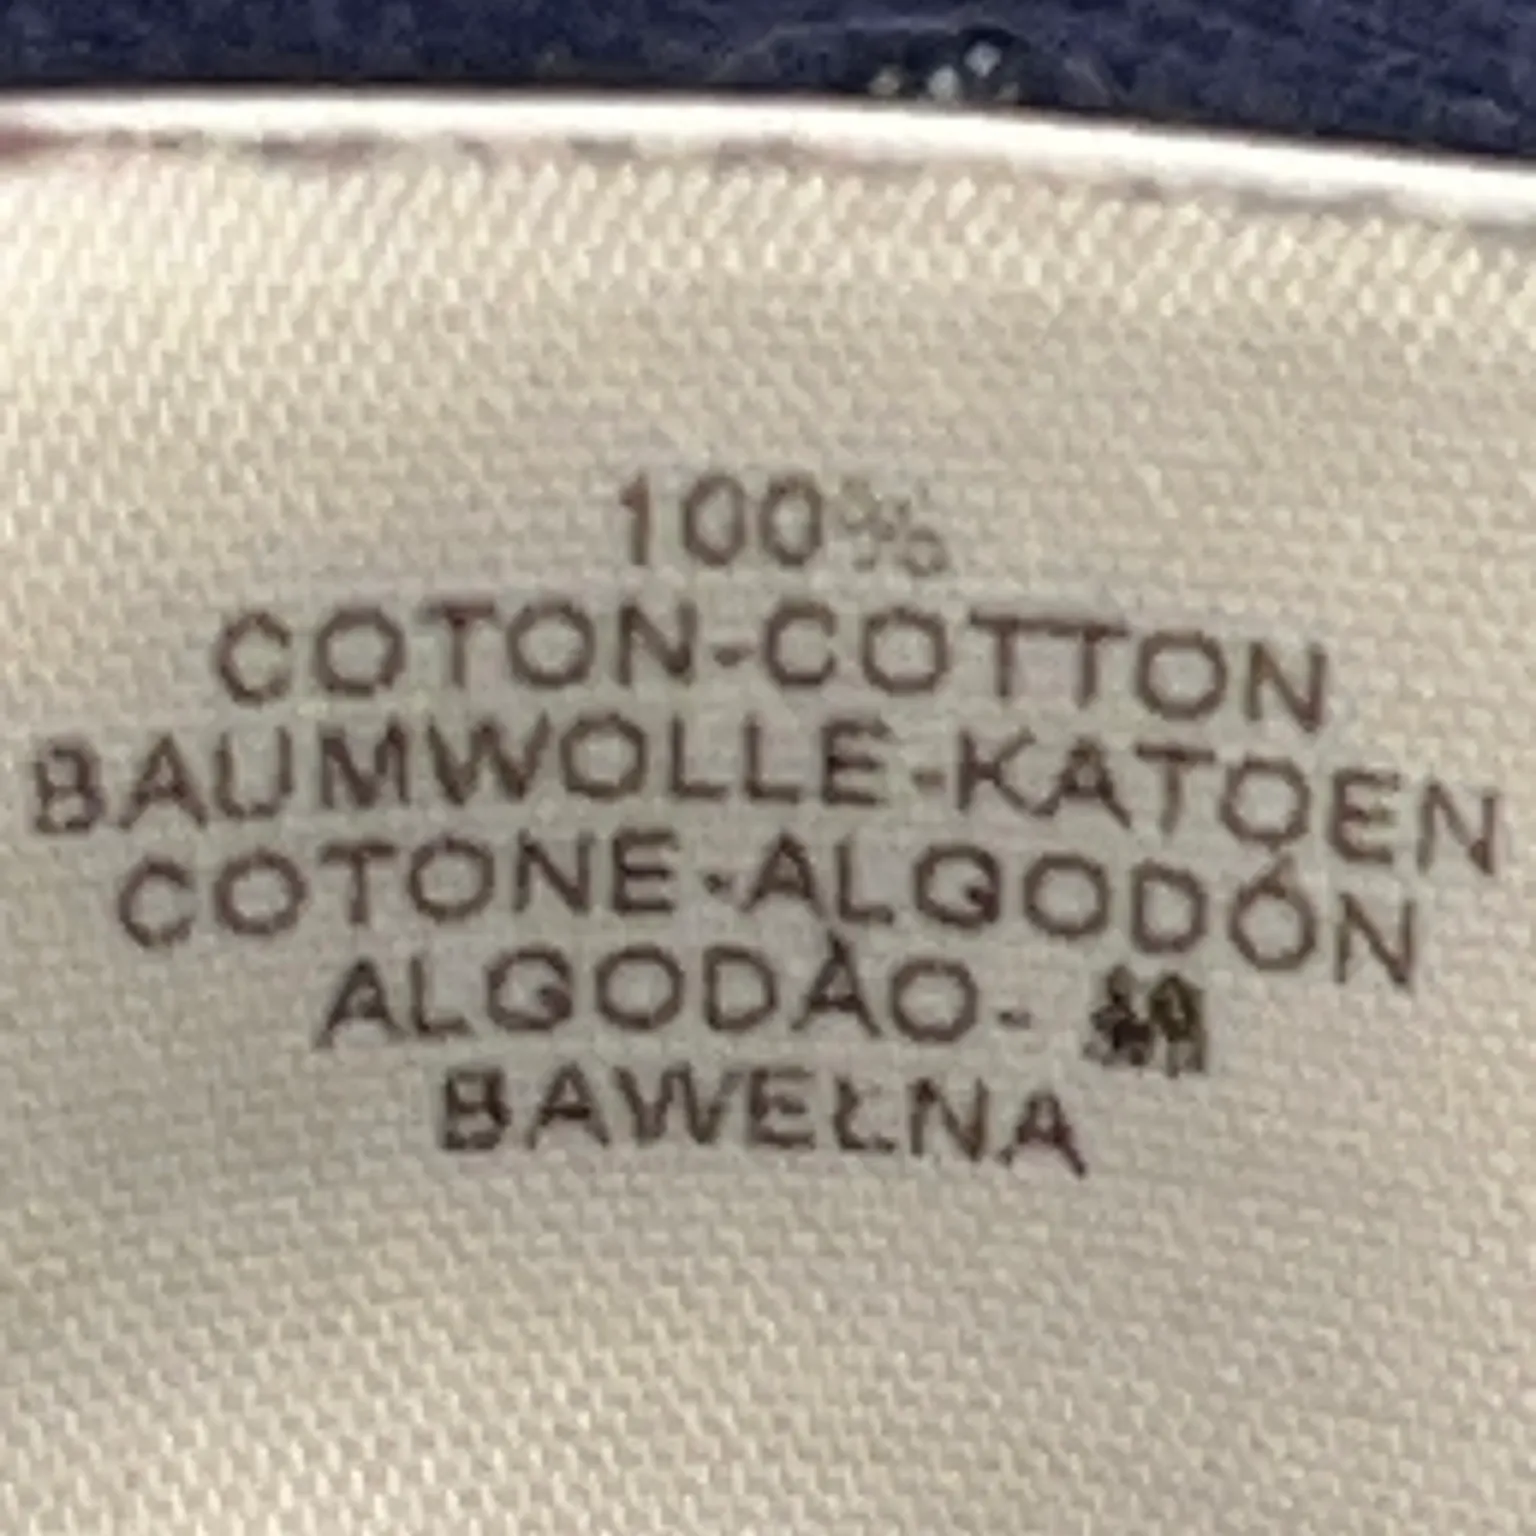 100%
COTON-COTTON
BAUMWOLLE-KATOEN
COTONE-ALGODÓN
ALGODÃO-
BAWEŁNA